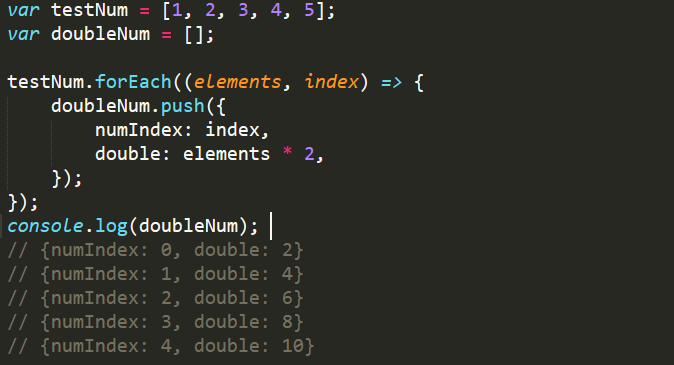 var testNum = [1, 2, 3, 4, 5];
var doubleNum = [];
testNum.forEach((elements, index) => {
    doubleNum.push({
        numIndex: index,
        double: elements * 2,
    });
});
console.log(doubleNum);
// {numIndex: 0, double: 2}
// {numIndex: 1, double: 4}
// {numIndex: 2, double: 6}
// {numIndex: 3, double: 8}
// {numIndex: 4, double: 10}